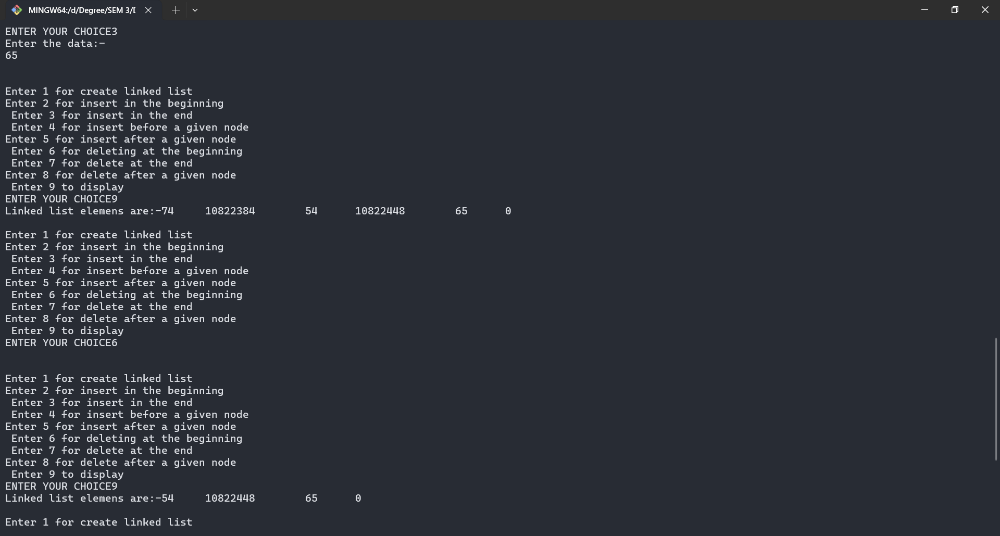 MINGW64:/d/Degree/SEM 3/D
ENTER YOUR CHOICE3
Enter the data:-
65
Enter 1 for create linked list
Enter 2 for insert in the beginning
 Enter 3 for insert in the end
 Enter 4 for insert before a given node
Enter 5 for insert after a given node
 Enter 6 for deleting at the beginning
 Enter 7 for delete at the end
Enter 8 for delete after a given node
 Enter 9 to display
ENTER YOUR CHOICE9
Linked list elemens are:-74     10822384        54      10822448        65      0
Enter 1 for create linked list
Enter 2 for insert in the beginning
 Enter 3 for insert in the end
 Enter 4 for insert before a given node
Enter 5 for insert after a given node
 Enter 6 for deleting at the beginning
 Enter 7 for delete at the end
Enter 8 for delete after a given node
 Enter 9 to display
ENTER YOUR CHOICE6
Enter 1 for create linked list
Enter 2 for insert in the beginning
 Enter 3 for insert in the end
 Enter 4 for insert before a given node
Enter 5 for insert after a given node
 Enter 6 for deleting at the beginning
 Enter 7 for delete at the end
Enter 8 for delete after a given node
 Enter 9 to display
ENTER YOUR CHOICE9
Linked list elemens are:-54     10822448        65      0
Enter 1 for create linked list